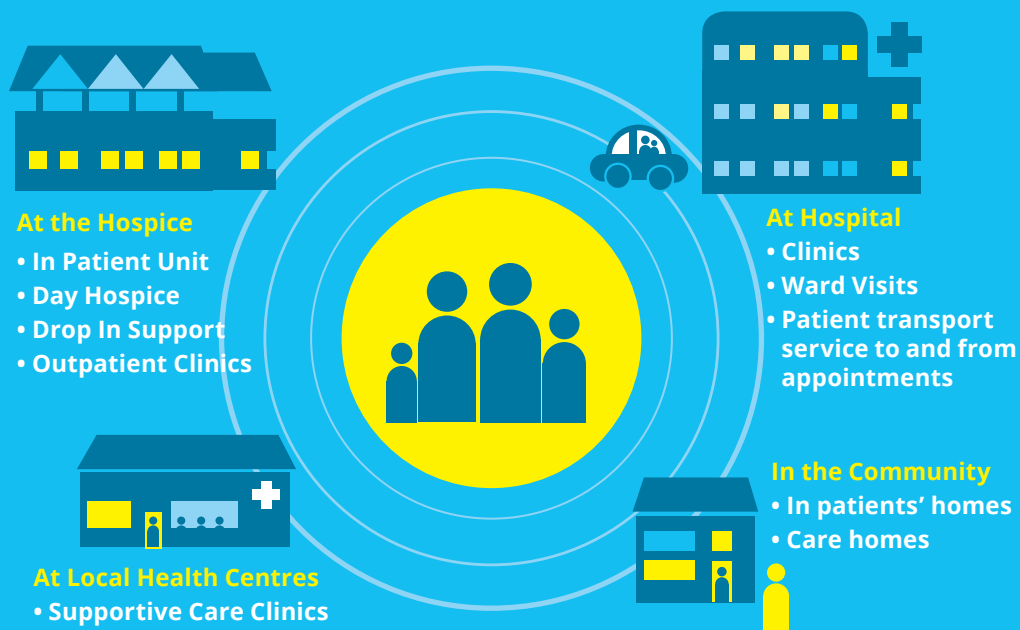 At the Hospice
• In Patient Unit
• Day Hospice
• Drop In Support
• Outpatient Clinics
At Hospital
• Clinics
• Ward Visits
• Patient transport
service to and from
appointments
At Local Health Centres
• Supportive Care Clinics
In the Community
• In patients’ homes
• Care homes